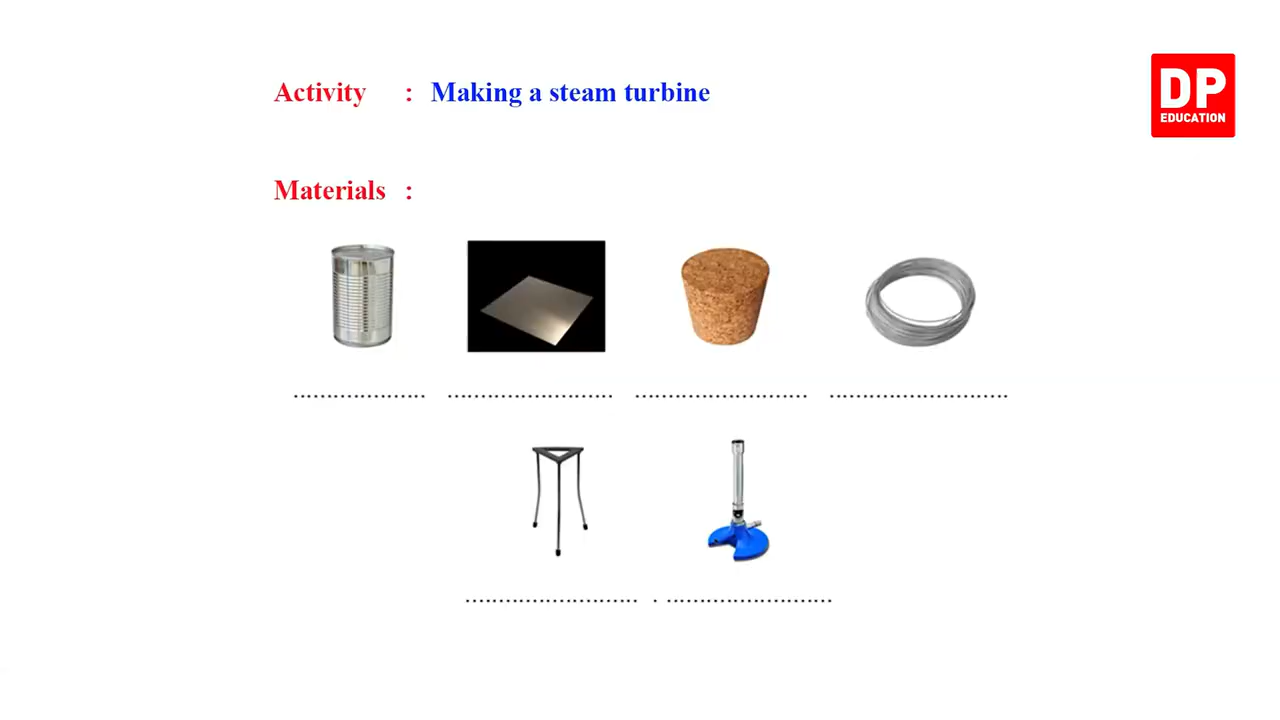 Activity : Making a steam turbine
DP
EDUCATION
Materials :
.................... ......................... .......................... ...........................
.......................... . .........................